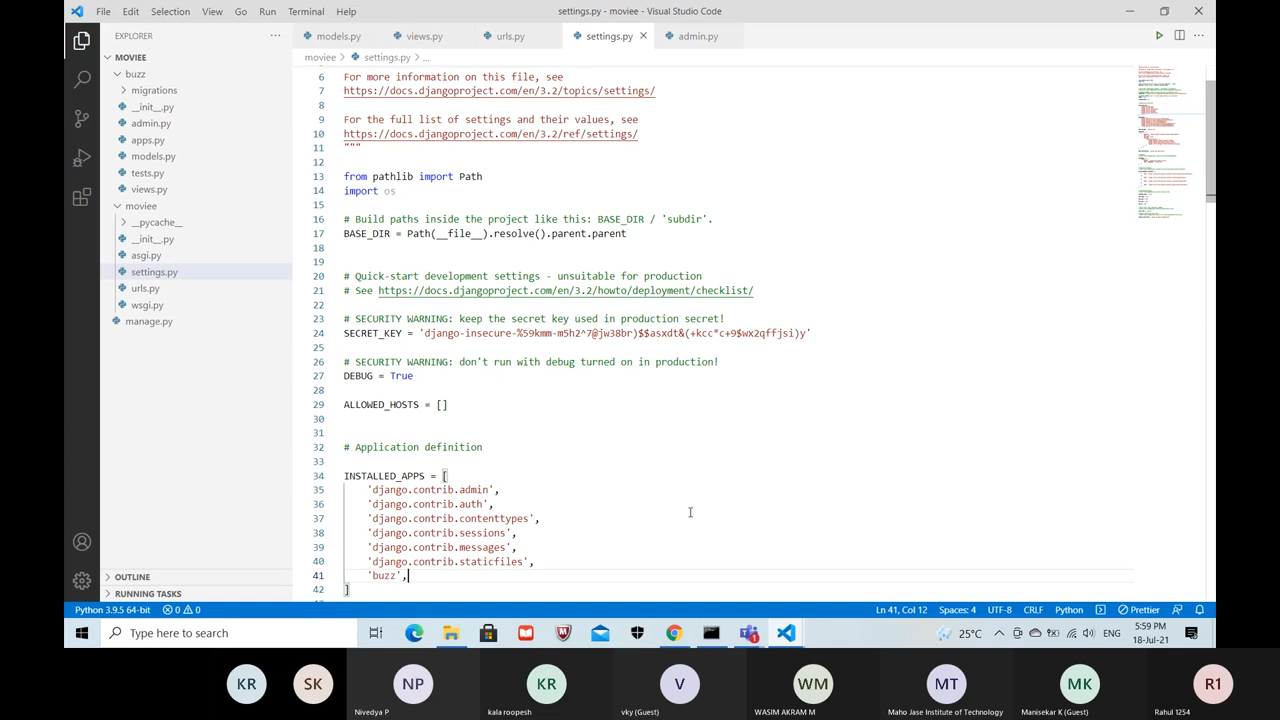 File Edit Selection View Go Run Terminal Help
settings.py - moviee - Visual Studio Code
EXPLORER
MOVIEE
buzz
migrations
__init__.py
admin.py
apps.py
models.py
tests.py
views.py
moviee
__pycache__
__init__.py
asgi.py
settings.py
urls.py
wsgi.py
manage.py
OUTLINE
RUNNING TASKS
models.py views.py urls.py settings.py admin.py
moviee > settings.py > ...
6 For more information on this file, see
7 https://docs.djangoproject.com/en/3.2/topics/settings/
8
9 For the full list of settings and their values, see
10 https://docs.djangoproject.com/en/3.2/ref/settings/
11 """
12
13 from pathlib import Path
14 import os
15
16 # Build paths inside the project like this: BASE_DIR / 'subdir'.
17 BASE_DIR = Path(__file__).resolve().parent.parent
18
19
20 # Quick-start development settings - unsuitable for production
21 # See https://docs.djangoproject.com/en/3.2/howto/deployment/checklist/
22
23 # SECURITY WARNING: keep the secret key used in production secret!
24 SECRET_KEY = 'django-insecure-%59kmm-m5h2^7@jw38br)$$asxdt&(+kcc*c+9$wx2qffjsi)y'
25
26 # SECURITY WARNING: don't run with debug turned on in production!
27 DEBUG = True
28
29 ALLOWED_HOSTS = []
30
31
32 # Application definition
33
34 INSTALLED_APPS = [
35 'django.contrib.admin',
36 'django.contrib.auth',
37 'django.contrib.contenttypes',
38 'django.contrib.sessions',
39 'django.contrib.messages',
40 'django.contrib.staticfiles',
41 'buzz',
42 ]
Python 3.9.5 64-bit 0 0 Ln 41, Col 12 Spaces: 4 UTF-8 CRLF Python Prettier
Type here to search
1
25°C
ENG
5:59 PM
18-Jul-21
KR SK NP KR V WM MT MK R1
Nivedya P kala roopesh vky (Guest) WASIM AKRAM M Maho Jase Institute of Technology Manisekar K (Guest) Rahul 1254